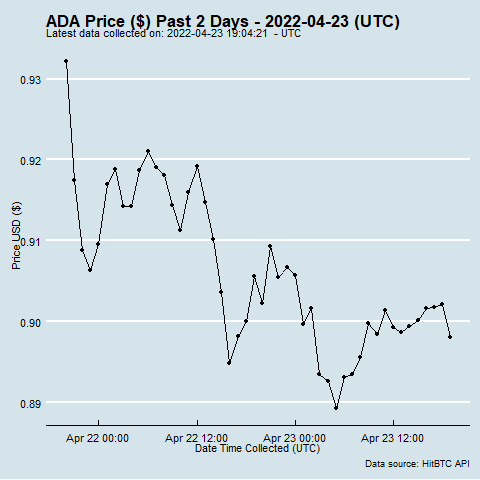 ADA Price ($) Past 2 Days - 2022-04-23 (UTC)
Latest data collected on: 2022-04-23 19:04:21 - UTC
0.93
0.92
0.91
0.90
0.89
Price USD ($)
Apr 22 00:00 Apr 22 12:00 Apr 23 00:00 Apr 23 12:00
Date Time Collected (UTC)
Data source: HitBTC API